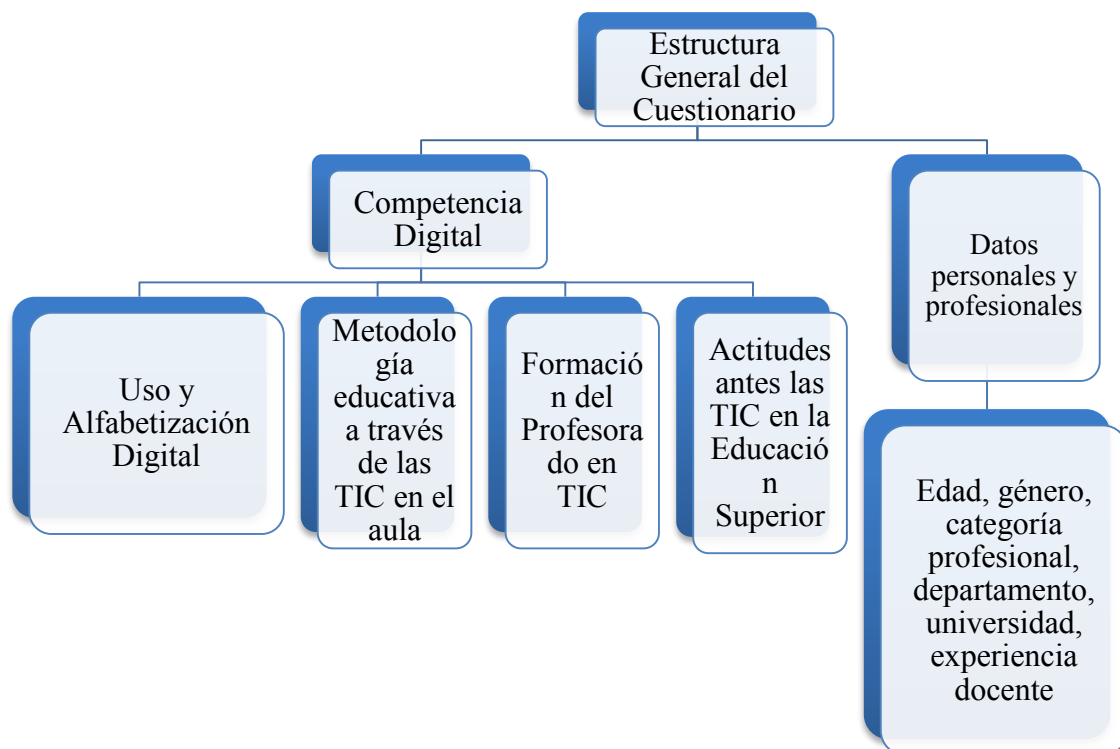 Estructura
General del
Cuestionario
Competencia
Digital
Datos
personales y
profesionales
Uso y
Alfabetización
Digital
Metodolo
gía
educativa
a través
de las
TIC en el
aula
Formació
n del
Profesora
do en
TIC
Actitudes
antes las
TIC en la
Educació
n
Superior
Edad, género,
categoría
profesional,
departamento,
universidad,
experiencia
docente